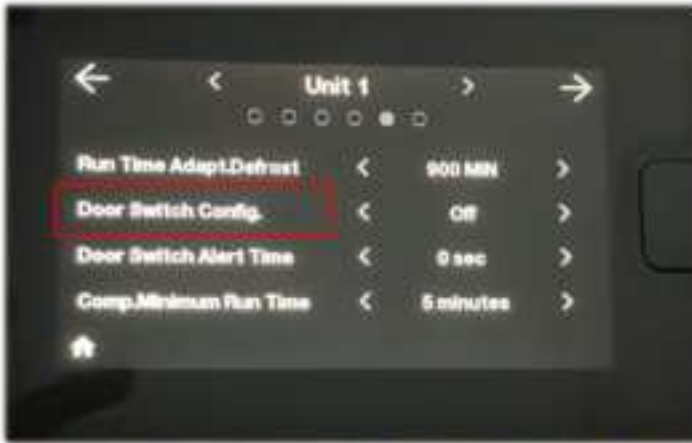 Unit 1
Run Time Adapt.Defrost 900 MIN
Door Switch Config. Off
Door Switch Alert Time 0 sec
Comp.Minimum Run Time 5 minutes